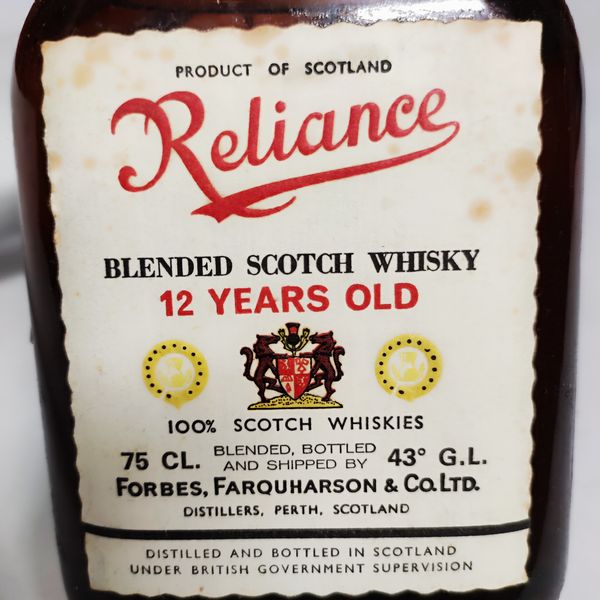 PRODUCT OF SCOTLAND
Reliance
BLENDED SCOTCH WHISKY
12 YEARS OLD
100% SCOTCH WHISKIES
75 CL. BLENDED, BOTTLED AND SHIPPED BY 43° G.L.
FORBES, FARQUHARSON & CO. LTD.
DISTILLERS, PERTH, SCOTLAND
DISTILLED AND BOTTLED IN SCOTLAND
UNDER BRITISH GOVERNMENT SUPERVISION